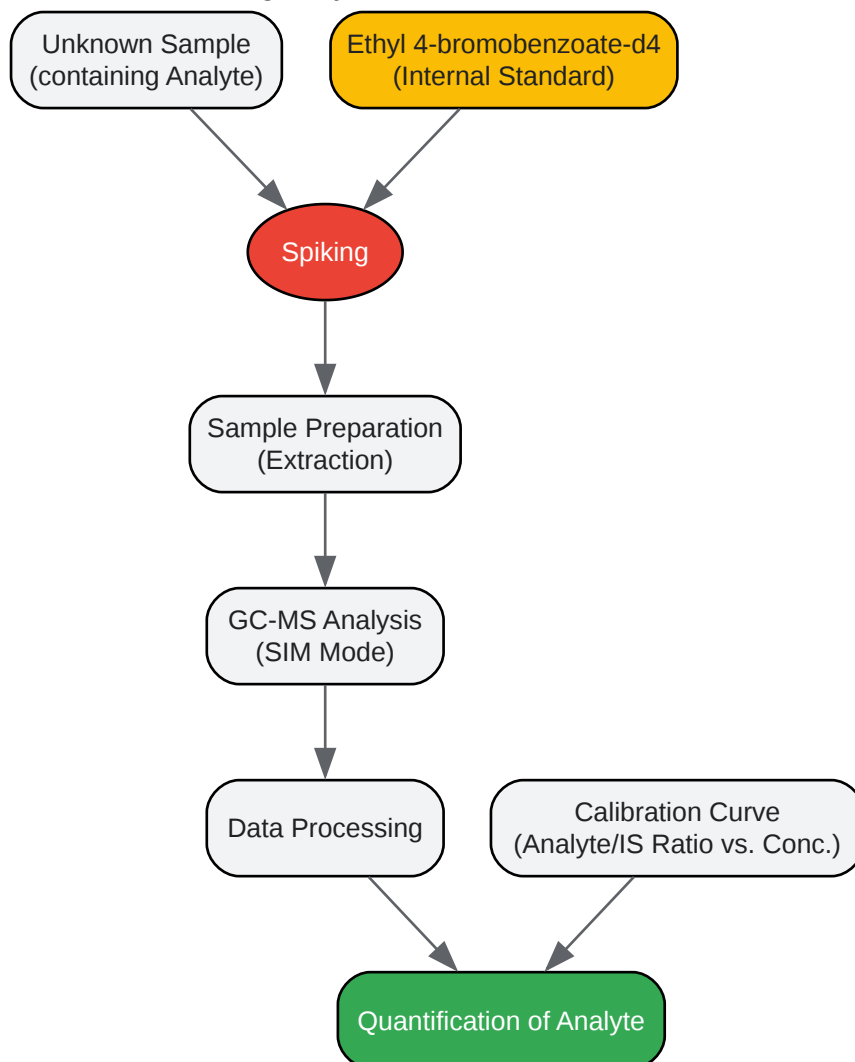 Unknown Sample
(containing Analyte)
Ethyl 4-bromobenzoate-d4
(Internal Standard)
Spiking
Sample Preparation
(Extraction)
GC-MS Analysis
(SIM Mode)
Data Processing
Calibration Curve
(Analyte/IS Ratio vs. Conc.)
Quantification of Analyte